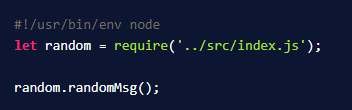 #!/usr/bin/env node
let random = require('../src/index.js');
random.randomMsg();